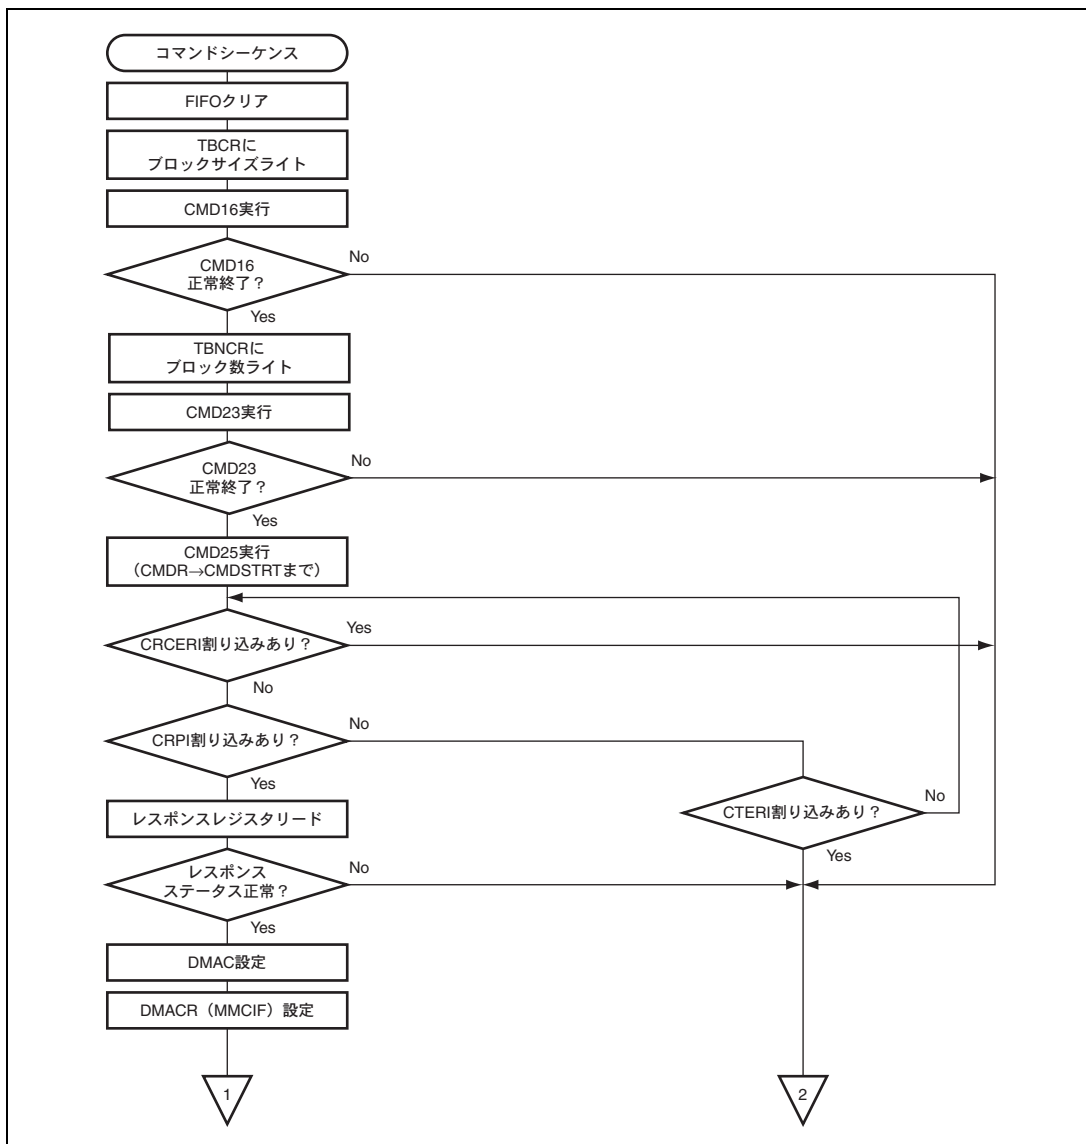 コマンドシーケンス
FIFOクリア
TBCRに
ブロックサイズライト
CMD16実行
CMD16
正常終了？
No
Yes
TBNCRに
ブロック数ライト
CMD23実行
CMD23
正常終了？
No
Yes
CMD25実行
（CMDR→CMDSTRTまで）
CRCERI割り込みあり？
Yes
No
CRPI割り込みあり？
No
Yes
CTERI割り込みあり？
No
Yes
レスポンスレジスタリード
レスポンス
ステータス正常？
No
Yes
DMAC設定
DMACR（MMCIF）設定
1
2